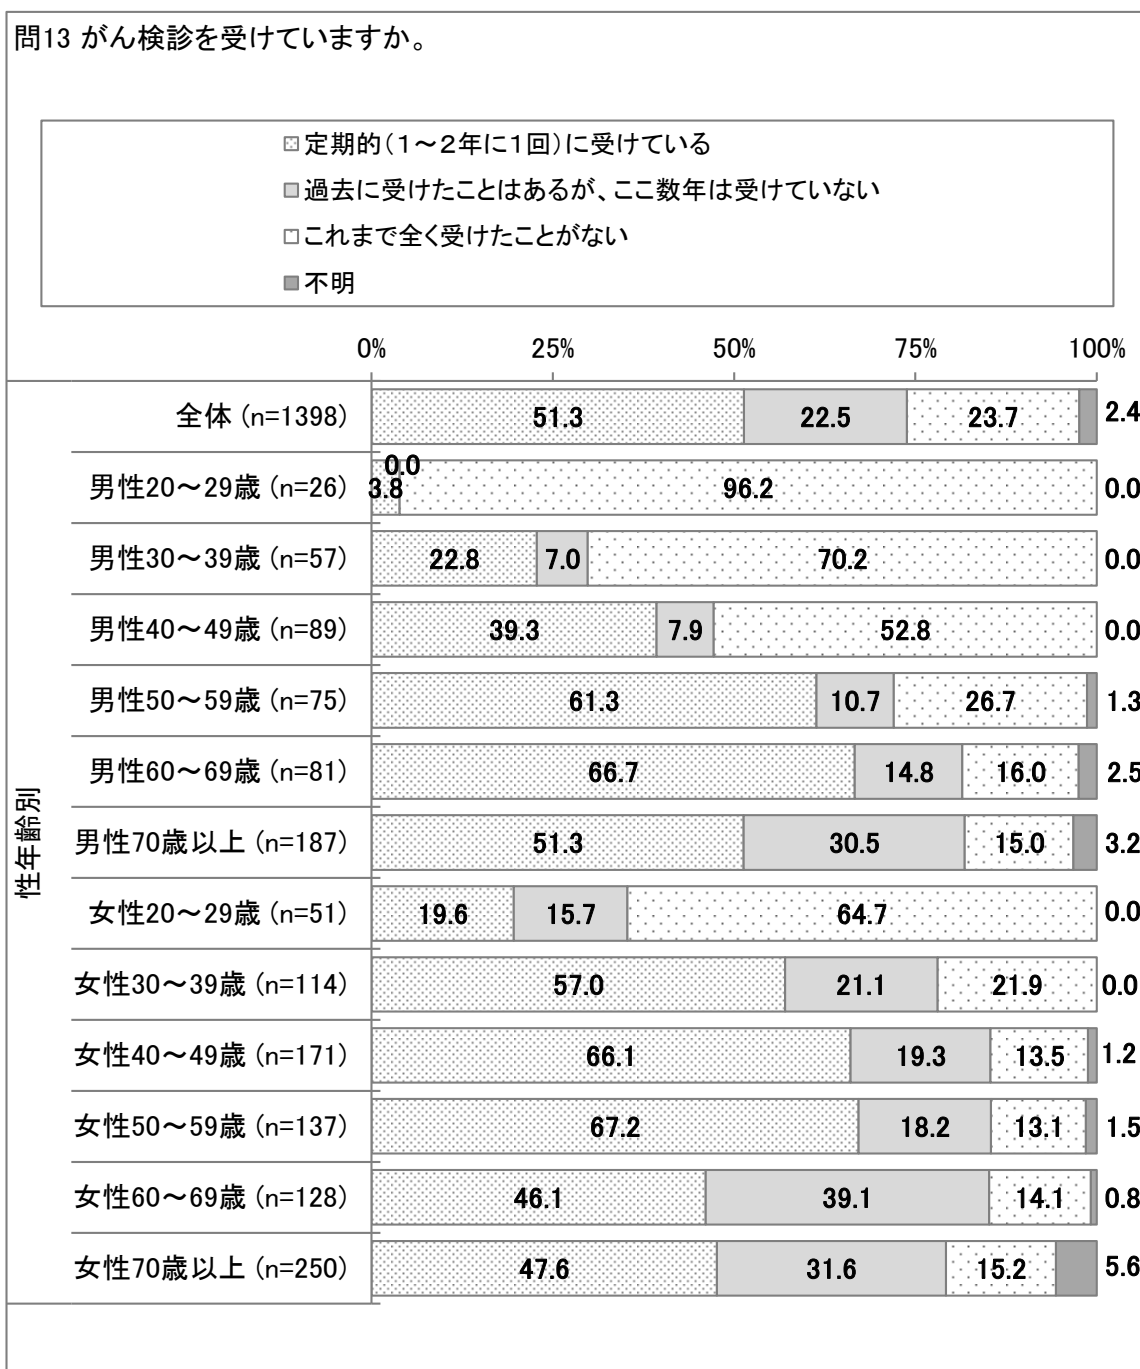 問13 がん検診を受けていますか。
定期的(1～2年に1回)に受けている
過去に受けたことはあるが、ここ数年は受けていない
これまで全く受けたことがない
不明
0% 25% 50% 75% 100%
性年齢別
全体 (n=1398) 51.3 22.5 23.7 2.4
男性20～29歳 (n=26) 3.8 0.0 96.2 0.0
男性30～39歳 (n=57) 22.8 7.0 70.2 0.0
男性40～49歳 (n=89) 39.3 7.9 52.8 0.0
男性50～59歳 (n=75) 61.3 10.7 26.7 1.3
男性60～69歳 (n=81) 66.7 14.8 16.0 2.5
男性70歳以上 (n=187) 51.3 30.5 15.0 3.2
女性20～29歳 (n=51) 19.6 15.7 64.7 0.0
女性30～39歳 (n=114) 57.0 21.1 21.9 0.0
女性40～49歳 (n=171) 66.1 19.3 13.5 1.2
女性50～59歳 (n=137) 67.2 18.2 13.1 1.5
女性60～69歳 (n=128) 46.1 39.1 14.1 0.8
女性70歳以上 (n=250) 47.6 31.6 15.2 5.6